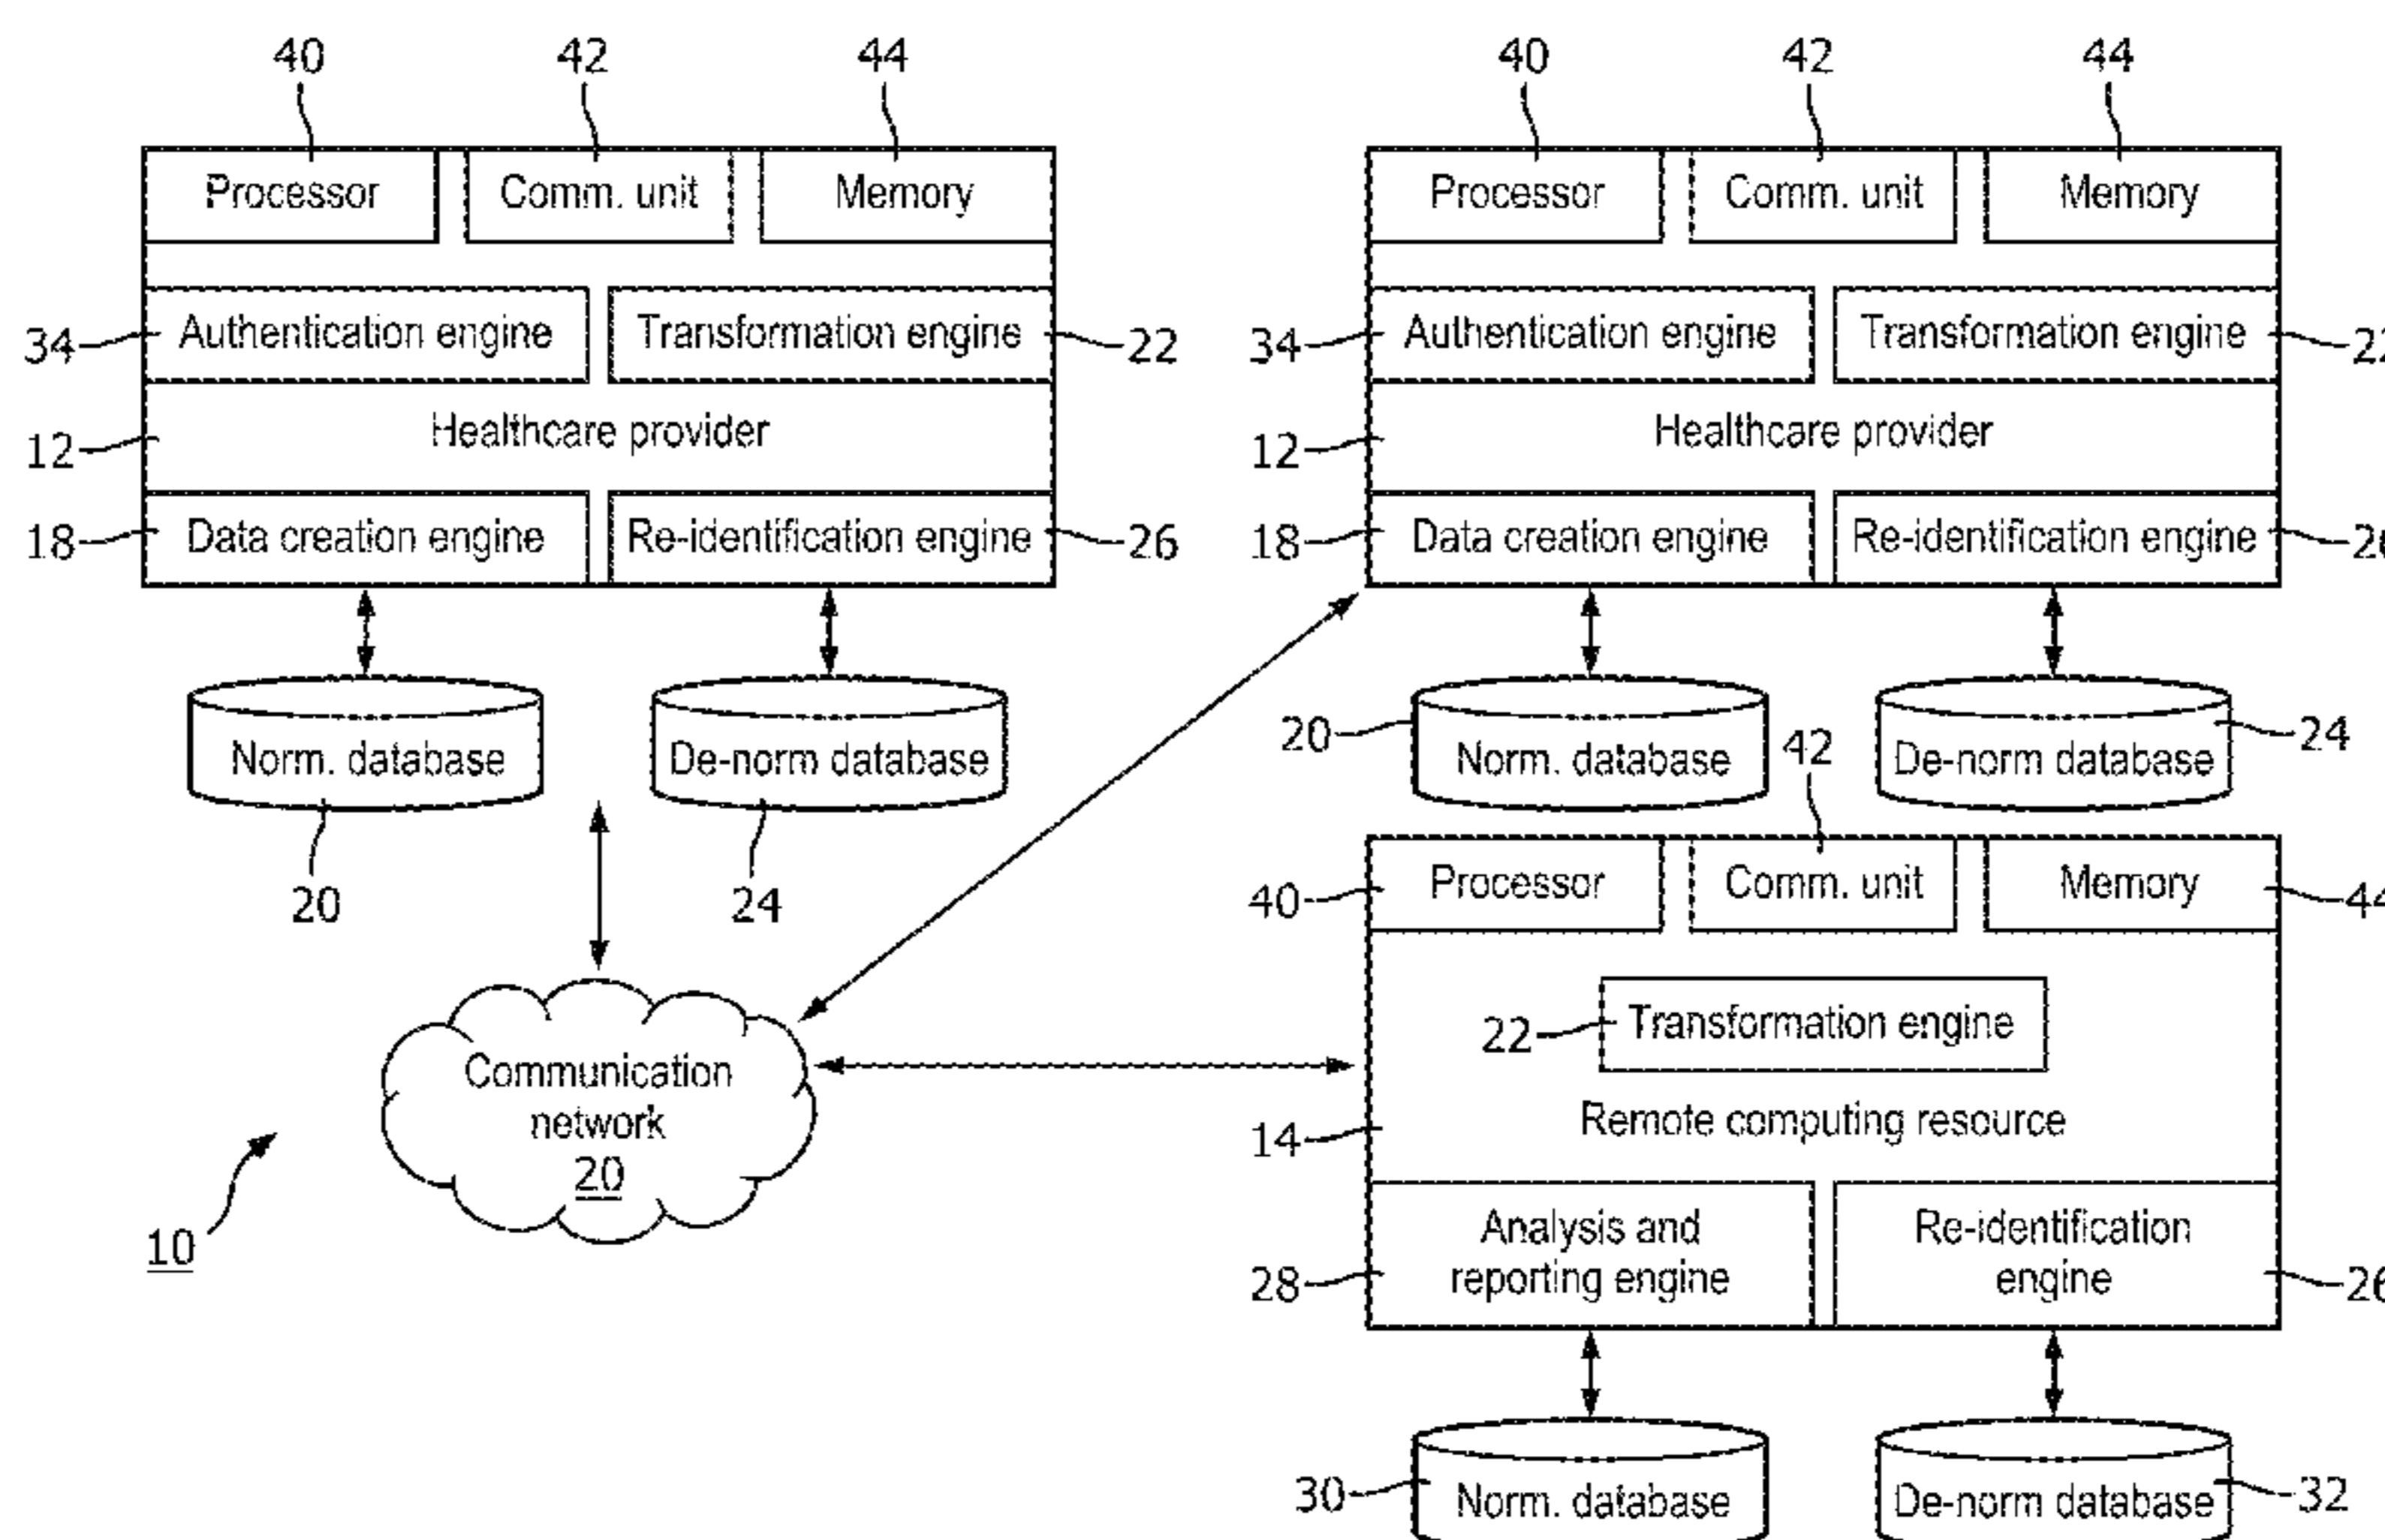 40 42 44
Processor Comm. unit Memory
34 Authentication engine Transformation engine 22
12 Healthcare provider
18 Data creation engine Re-identification engine 26
Norm. database De-norm database
20 24
40 42 44
Processor Comm. unit Memory
34 Authentication engine Transformation engine 22
12 Healthcare provider
18 Data creation engine Re-identification engine 26
20 Norm. database De-norm database 24
42
40 Processor Comm. unit Memory 44
22 Transformation engine
14 Remote computing resource
Analysis and
28 reporting engine
Re-identification
engine 26
30 Norm. database De-norm database 32
Communication
network
20
10